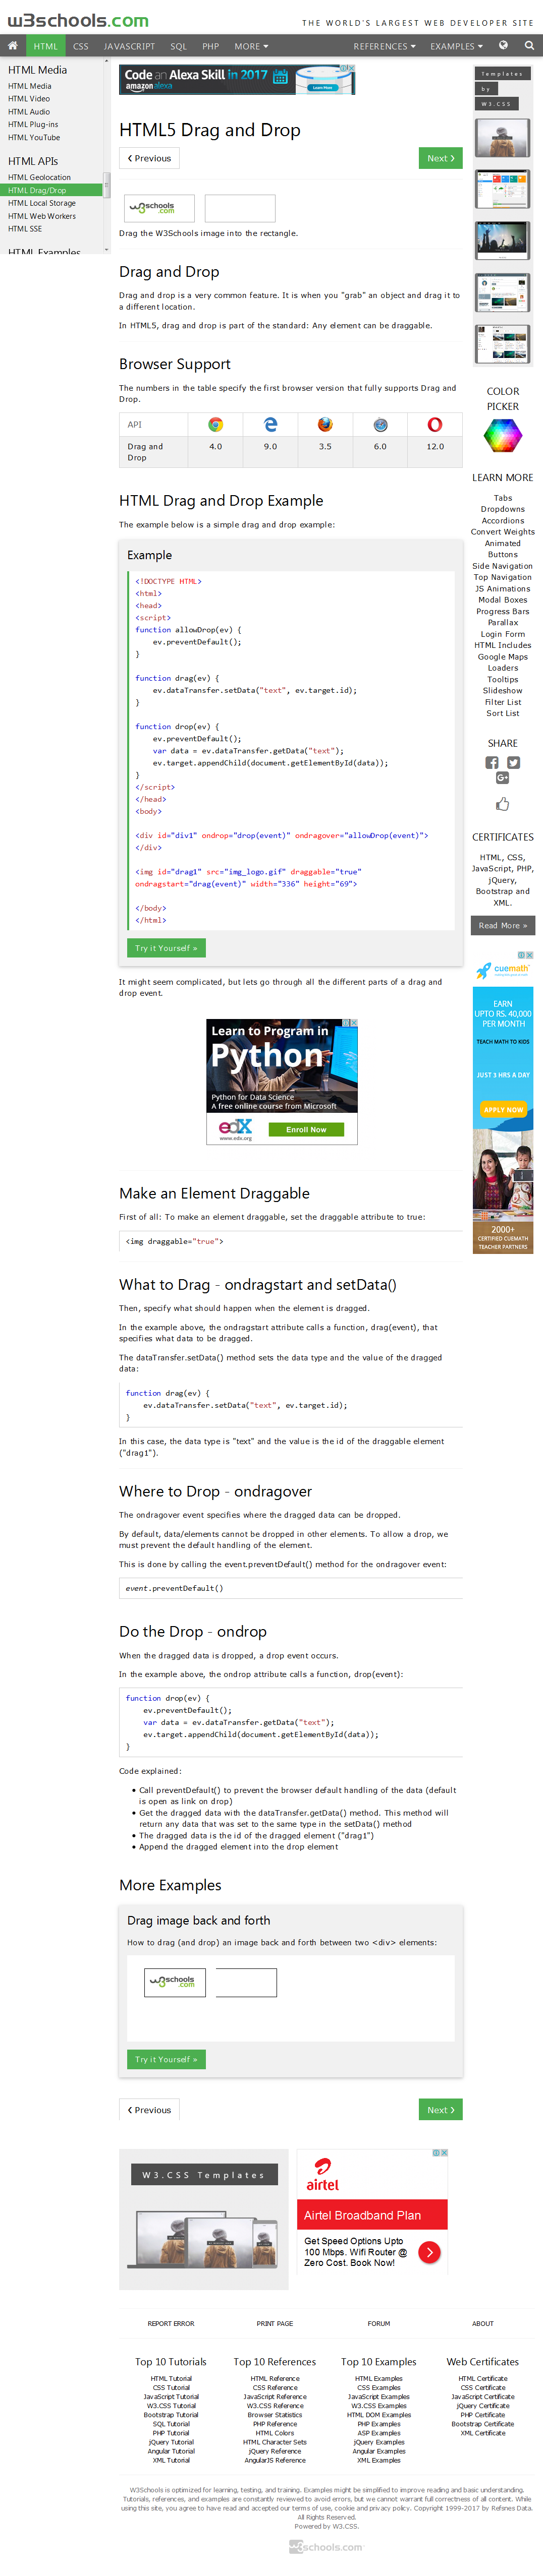 w3schools.com
THE WORLD'S LARGEST WEB DEVELOPER SITE
HTML CSS JAVASCRIPT SQL PHP MORE REFERENCES EXAMPLES
HTML Media
HTML Media
HTML Video
HTML Audio
HTML Plug-ins
HTML YouTube
HTML APIs
HTML Geolocation
HTML Drag/Drop
HTML Local Storage
HTML Web Workers
HTML SSE
HTML Examples
Code an Alexa Skill in 2017
amazon alexa
Learn More »
HTML5 Drag and Drop
❮ Previous
Next ❯
w3schools.com
Drag the W3Schools image into the rectangle.
Drag and Drop
Drag and drop is a very common feature. It is when you "grab" an object and drag it to
a different location.
In HTML5, drag and drop is part of the standard: Any element can be draggable.
Browser Support
The numbers in the table specify the first browser version that fully supports Drag and
Drop.
API
Drag and 4.0 9.0 3.5 6.0 12.0
Drop
HTML Drag and Drop Example
The example below is a simple drag and drop example:
Example
<!DOCTYPE HTML>
<html>
<head>
<script>
function allowDrop(ev) {
    ev.preventDefault();
}
function drag(ev) {
    ev.dataTransfer.setData("text", ev.target.id);
}
function drop(ev) {
    ev.preventDefault();
    var data = ev.dataTransfer.getData("text");
    ev.target.appendChild(document.getElementById(data));
}
</script>
</head>
<body>
<div id="div1" ondrop="drop(event)" ondragover="allowDrop(event)">
</div>
<img id="drag1" src="img_logo.gif" draggable="true"
ondragstart="drag(event)" width="336" height="69">
</body>
</html>
Try it Yourself »
It might seem complicated, but lets go through all the different parts of a drag and
drop event.
Learn to Program in
Python
Python for Data Science
A free online course from Microsoft
edX
www.edx.org
Enroll Now
Make an Element Draggable
First of all: To make an element draggable, set the draggable attribute to true:
<img draggable="true">
What to Drag - ondragstart and setData()
Then, specify what should happen when the element is dragged.
In the example above, the ondragstart attribute calls a function, drag(event), that
specifies what data to be dragged.
The dataTransfer.setData() method sets the data type and the value of the dragged
data:
function drag(ev) {
    ev.dataTransfer.setData("text", ev.target.id);
}
In this case, the data type is "text" and the value is the id of the draggable element
("drag1").
Where to Drop - ondragover
The ondragover event specifies where the dragged data can be dropped.
By default, data/elements cannot be dropped in other elements. To allow a drop, we
must prevent the default handling of the element.
This is done by calling the event.preventDefault() method for the ondragover event:
event.preventDefault()
Do the Drop - ondrop
When the dragged data is dropped, a drop event occurs.
In the example above, the ondrop attribute calls a function, drop(event):
function drop(ev) {
    ev.preventDefault();
    var data = ev.dataTransfer.getData("text");
    ev.target.appendChild(document.getElementById(data));
}
Code explained:
• Call preventDefault() to prevent the browser default handling of the data (default
is open as link on drop)
• Get the dragged data with the dataTransfer.getData() method. This method will
return any data that was set to the same type in the setData() method
• The dragged data is the id of the dragged element ("drag1")
• Append the dragged element into the drop element
More Examples
Drag image back and forth
How to drag (and drop) an image back and forth between two <div> elements:
w3schools.com
Try it Yourself »
❮ Previous
Next ❯
W3.CSS Templates
airtel
Airtel Broadband Plan
Get Speed Options Upto
100 Mbps. Wifi Router @
Zero Cost. Book Now!
Templates
by
W3.CSS
COLOR
PICKER
LEARN MORE
Tabs
Dropdowns
Accordions
Convert Weights
Animated
Buttons
Side Navigation
Top Navigation
JS Animations
Modal Boxes
Progress Bars
Parallax
Login Form
HTML Includes
Google Maps
Loaders
Tooltips
Slideshow
Filter List
Sort List
SHARE
CERTIFICATES
HTML, CSS,
JavaScript, PHP,
jQuery,
Bootstrap and
XML.
Read More »
cuemath
EARN
UPTO RS. 40,000
PER MONTH
TEACH MATH TO KIDS
JUST 3 HRS A DAY
APPLY NOW
2000+
CERTIFIED CUEMATH
TEACHER PARTNERS
REPORT ERROR PRINT PAGE FORUM ABOUT
Top 10 Tutorials
HTML Tutorial
CSS Tutorial
JavaScript Tutorial
W3.CSS Tutorial
Bootstrap Tutorial
SQL Tutorial
PHP Tutorial
jQuery Tutorial
Angular Tutorial
XML Tutorial
Top 10 References
HTML Reference
CSS Reference
JavaScript Reference
W3.CSS Reference
Browser Statistics
PHP Reference
HTML Colors
HTML Character Sets
jQuery Reference
AngularJS Reference
Top 10 Examples
HTML Examples
CSS Examples
JavaScript Examples
W3.CSS Examples
HTML DOM Examples
PHP Examples
ASP Examples
jQuery Examples
Angular Examples
XML Examples
Web Certificates
HTML Certificate
CSS Certificate
JavaScript Certificate
jQuery Certificate
PHP Certificate
Bootstrap Certificate
XML Certificate
W3Schools is optimized for learning, testing, and training. Examples might be simplified to improve reading and basic understanding.
Tutorials, references, and examples are constantly reviewed to avoid errors, but we cannot warrant full correctness of all content. While
using this site, you agree to have read and accepted our terms of use, cookie and privacy policy. Copyright 1999-2017 by Refsnes Data.
All Rights Reserved.
Powered by W3.CSS.
w3schools.com